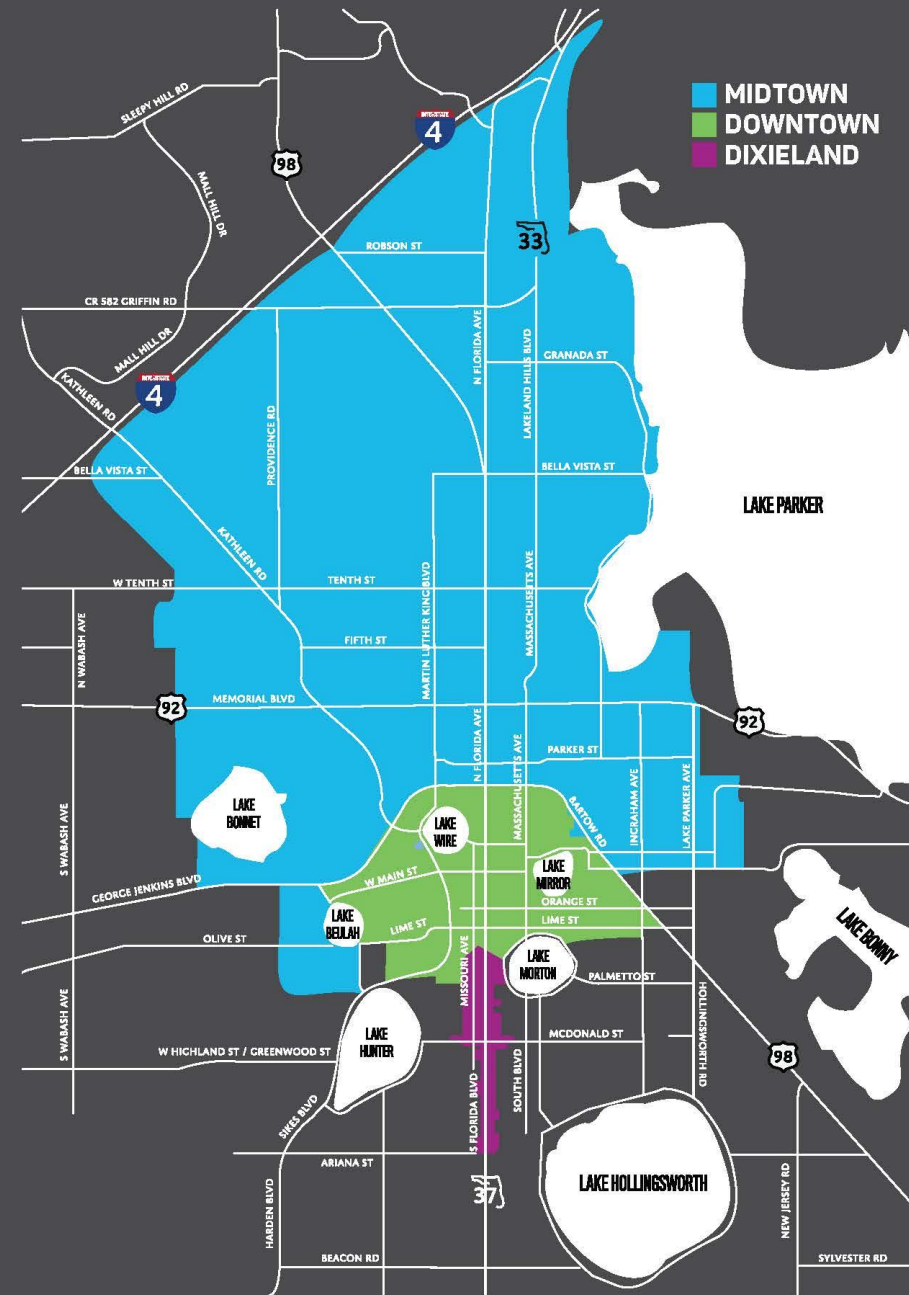 MIDTOWN
DOWNTOWN
DIXIELAND
SLEEPY HILL RD
INTERSTATE
4
98
MALL HILL DR
33
ROBSON ST
CR 582 GRIFFIN RD
N FLORIDA AVE
LAKELAND HILLS BLVD
MALL HILL DR
GRANADA ST
INTERSTATE
4
KATHLEEN RD
PROVIDENCE RD
BELLA VISTA ST
BELLA VISTA ST
LAKE PARKER
KATHLEEN RD
MARTIN LUTHER KING BLVD
MASSACHUSETTS AVE
W TENTH ST
TENTH ST
N WABASH AVE
FIFTH ST
92
MEMORIAL BLVD
92
N FLORIDA AVE
MASSACHUSETTS AVE
PARKER ST
INGRAHAM AVE
LAKE PARKER AVE
BARTOW RD
LAKE
BONNET
LAKE
WIRE
S WABASH AVE
LAKE
MIRROR
GEORGE JENKINS BLVD
W MAIN ST
ORANGE ST
LAKE
BEULAH
LIME ST
LIME ST
LAKE BONNY
OLIVE ST
MISSOURI AVE
LAKE
MORTON
PALMETTO ST
S WABASH AVE
LAKE
HUNTER
HOLLINGSWORTH RD
MCDONALD ST
W HIGHLAND ST / GREENWOOD ST
98
SIKES BLVD
S FLORIDA BLVD
SOUTH BLVD
ARIANA ST
37
LAKE HOLLINGSWORTH
HARDEN BLVD
NEW JERSEY RD
BEACON RD
SYLVESTER RD